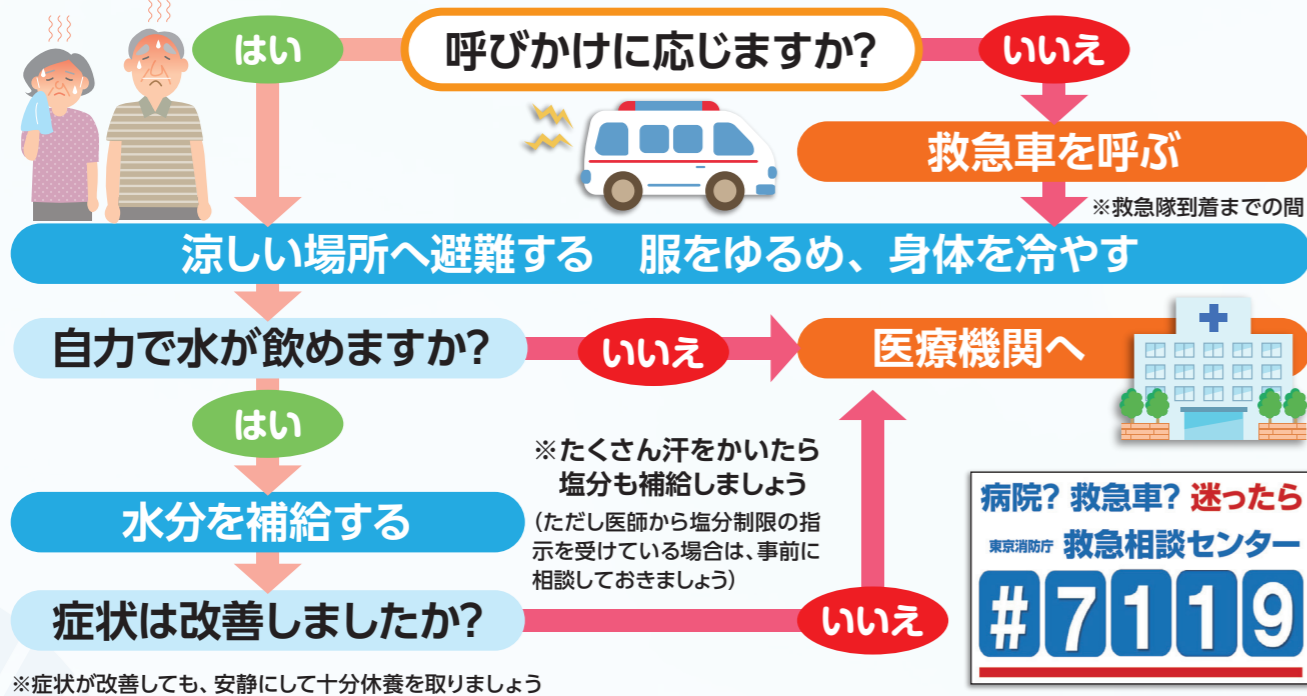 呼びかけに応じますか?
はい
いいえ
救急車を呼ぶ
※救急隊到着までの間
涼しい場所へ避難する　服をゆるめ、身体を冷やす
自力で水が飲めますか?
いいえ
医療機関へ
はい
水分を補給する
※たくさん汗をかいたら
塩分も補給しましょう
(ただし医師から塩分制限の指
示を受けている場合は、事前に
相談しておきましょう)
症状は改善しましたか?
いいえ
※症状が改善しても、安静にして十分休養を取りましょう
病院? 救急車? 迷ったら
東京消防庁 救急相談センター
#7119